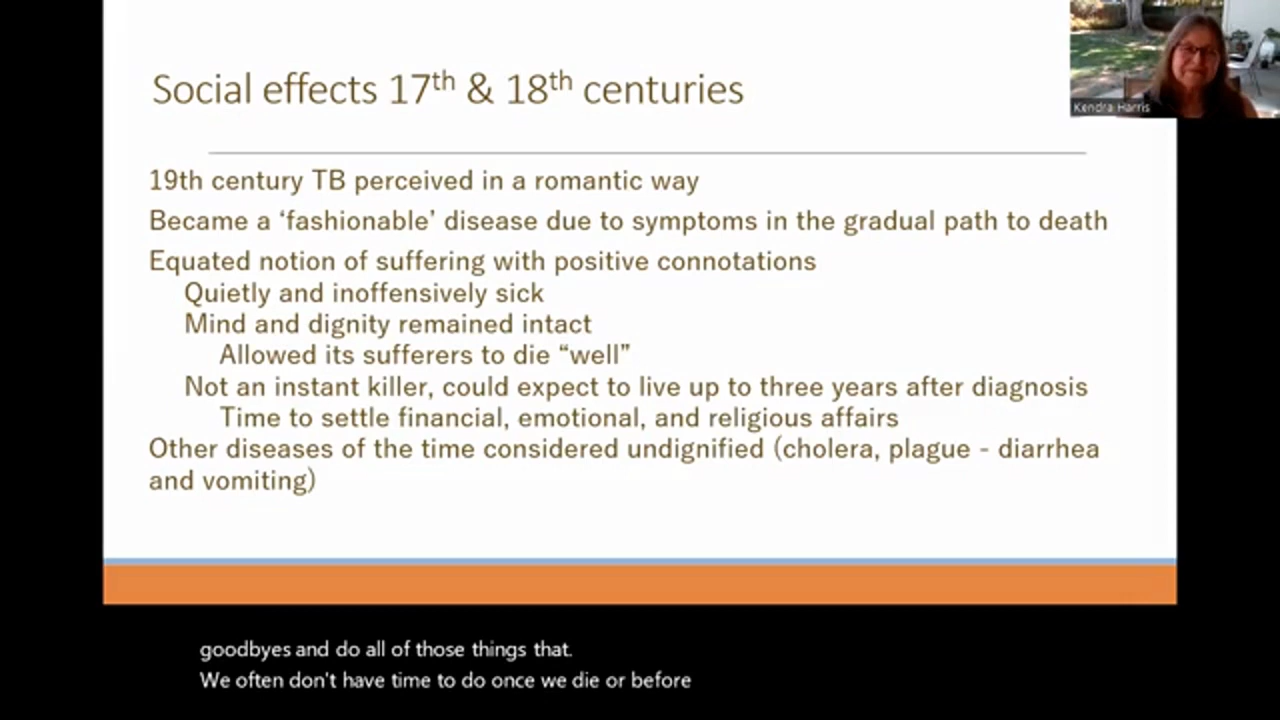 Social effects 17th & 18th centuries
Kendra Harris
19th century TB perceived in a romantic way
Became a ‘fashionable’ disease due to symptoms in the gradual path to death
Equated notion of suffering with positive connotations
Quietly and inoffensively sick
Mind and dignity remained intact
Allowed its sufferers to die “well”
Not an instant killer, could expect to live up to three years after diagnosis
Time to settle financial, emotional, and religious affairs
Other diseases of the time considered undignified (cholera, plague - diarrhea
and vomiting)
goodbyes and do all of those things that.
We often don't have time to do once we die or before